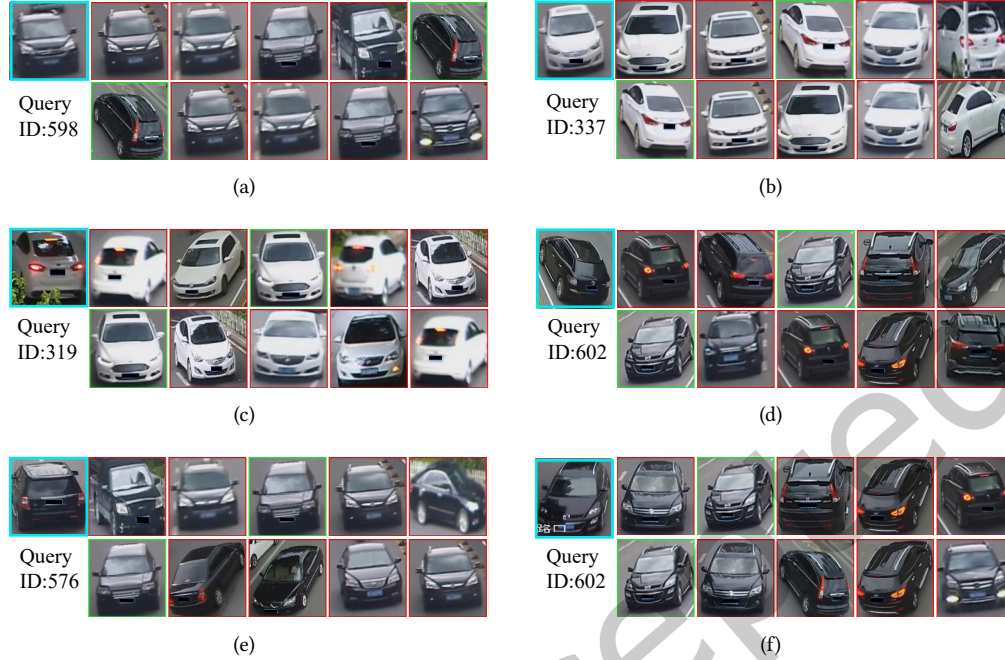 Query
ID:598
(a)
Query
ID:337
(b)
Query
ID:319
(c)
Query
ID:602
(d)
Query
ID:576
(e)
路口
Query
ID:602
(f)